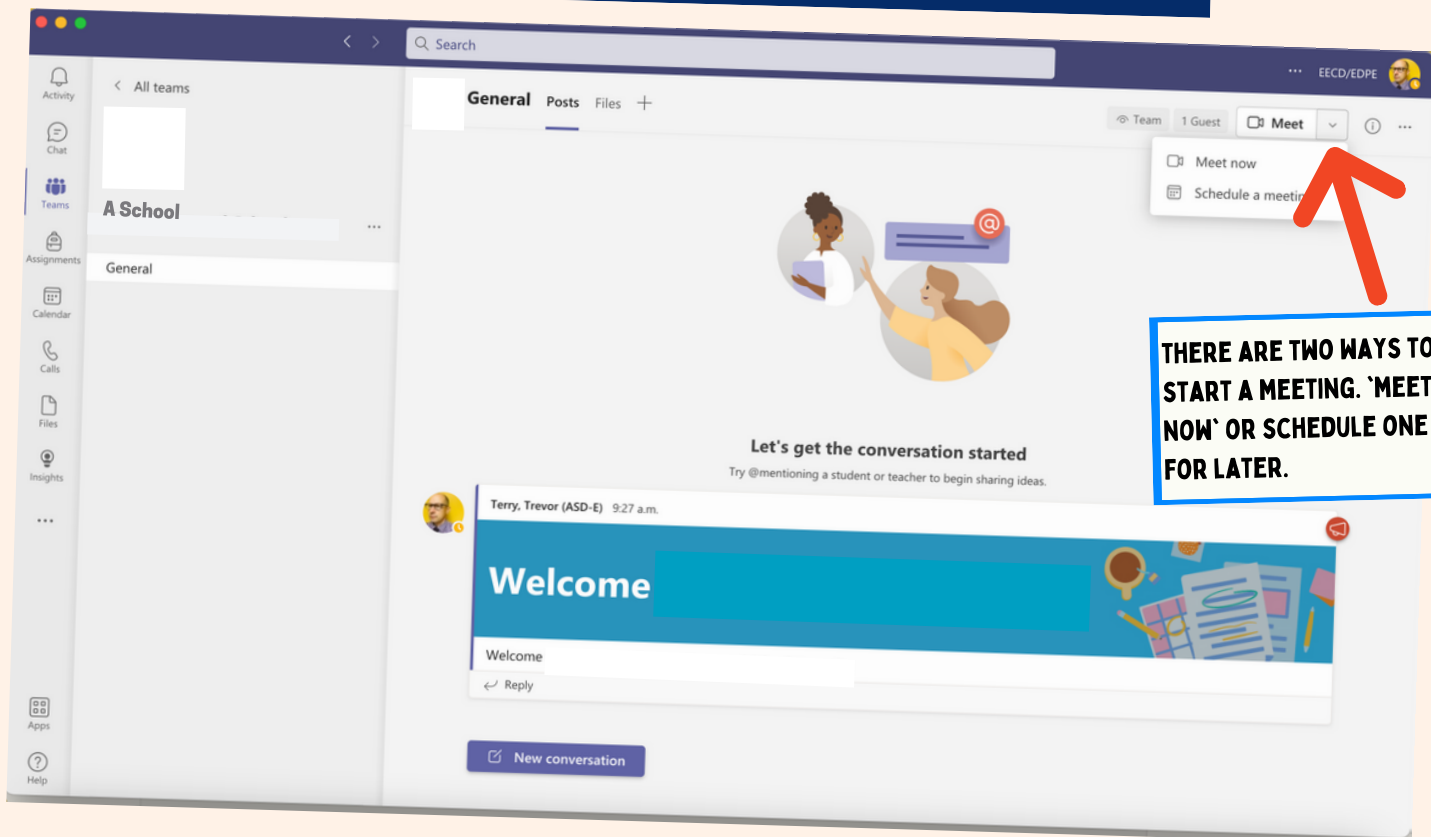 Search
... EECD/EDPE
Activity
Chat
Teams
Assignments
Calendar
Calls
Files
Insights
...
Apps
Help
< All teams
A School
...
General
General Posts Files +
Team 1 Guest Meet
...
Meet now
Schedule a meetin
THERE ARE TWO WAYS TO
START A MEETING. `MEET
NOW` OR SCHEDULE ONE
FOR LATER.
@
Let's get the conversation started
Try @mentioning a student or teacher to begin sharing ideas.
Terry, Trevor (ASD-E) 9:27 a.m.
Welcome
Welcome
Reply
New conversation